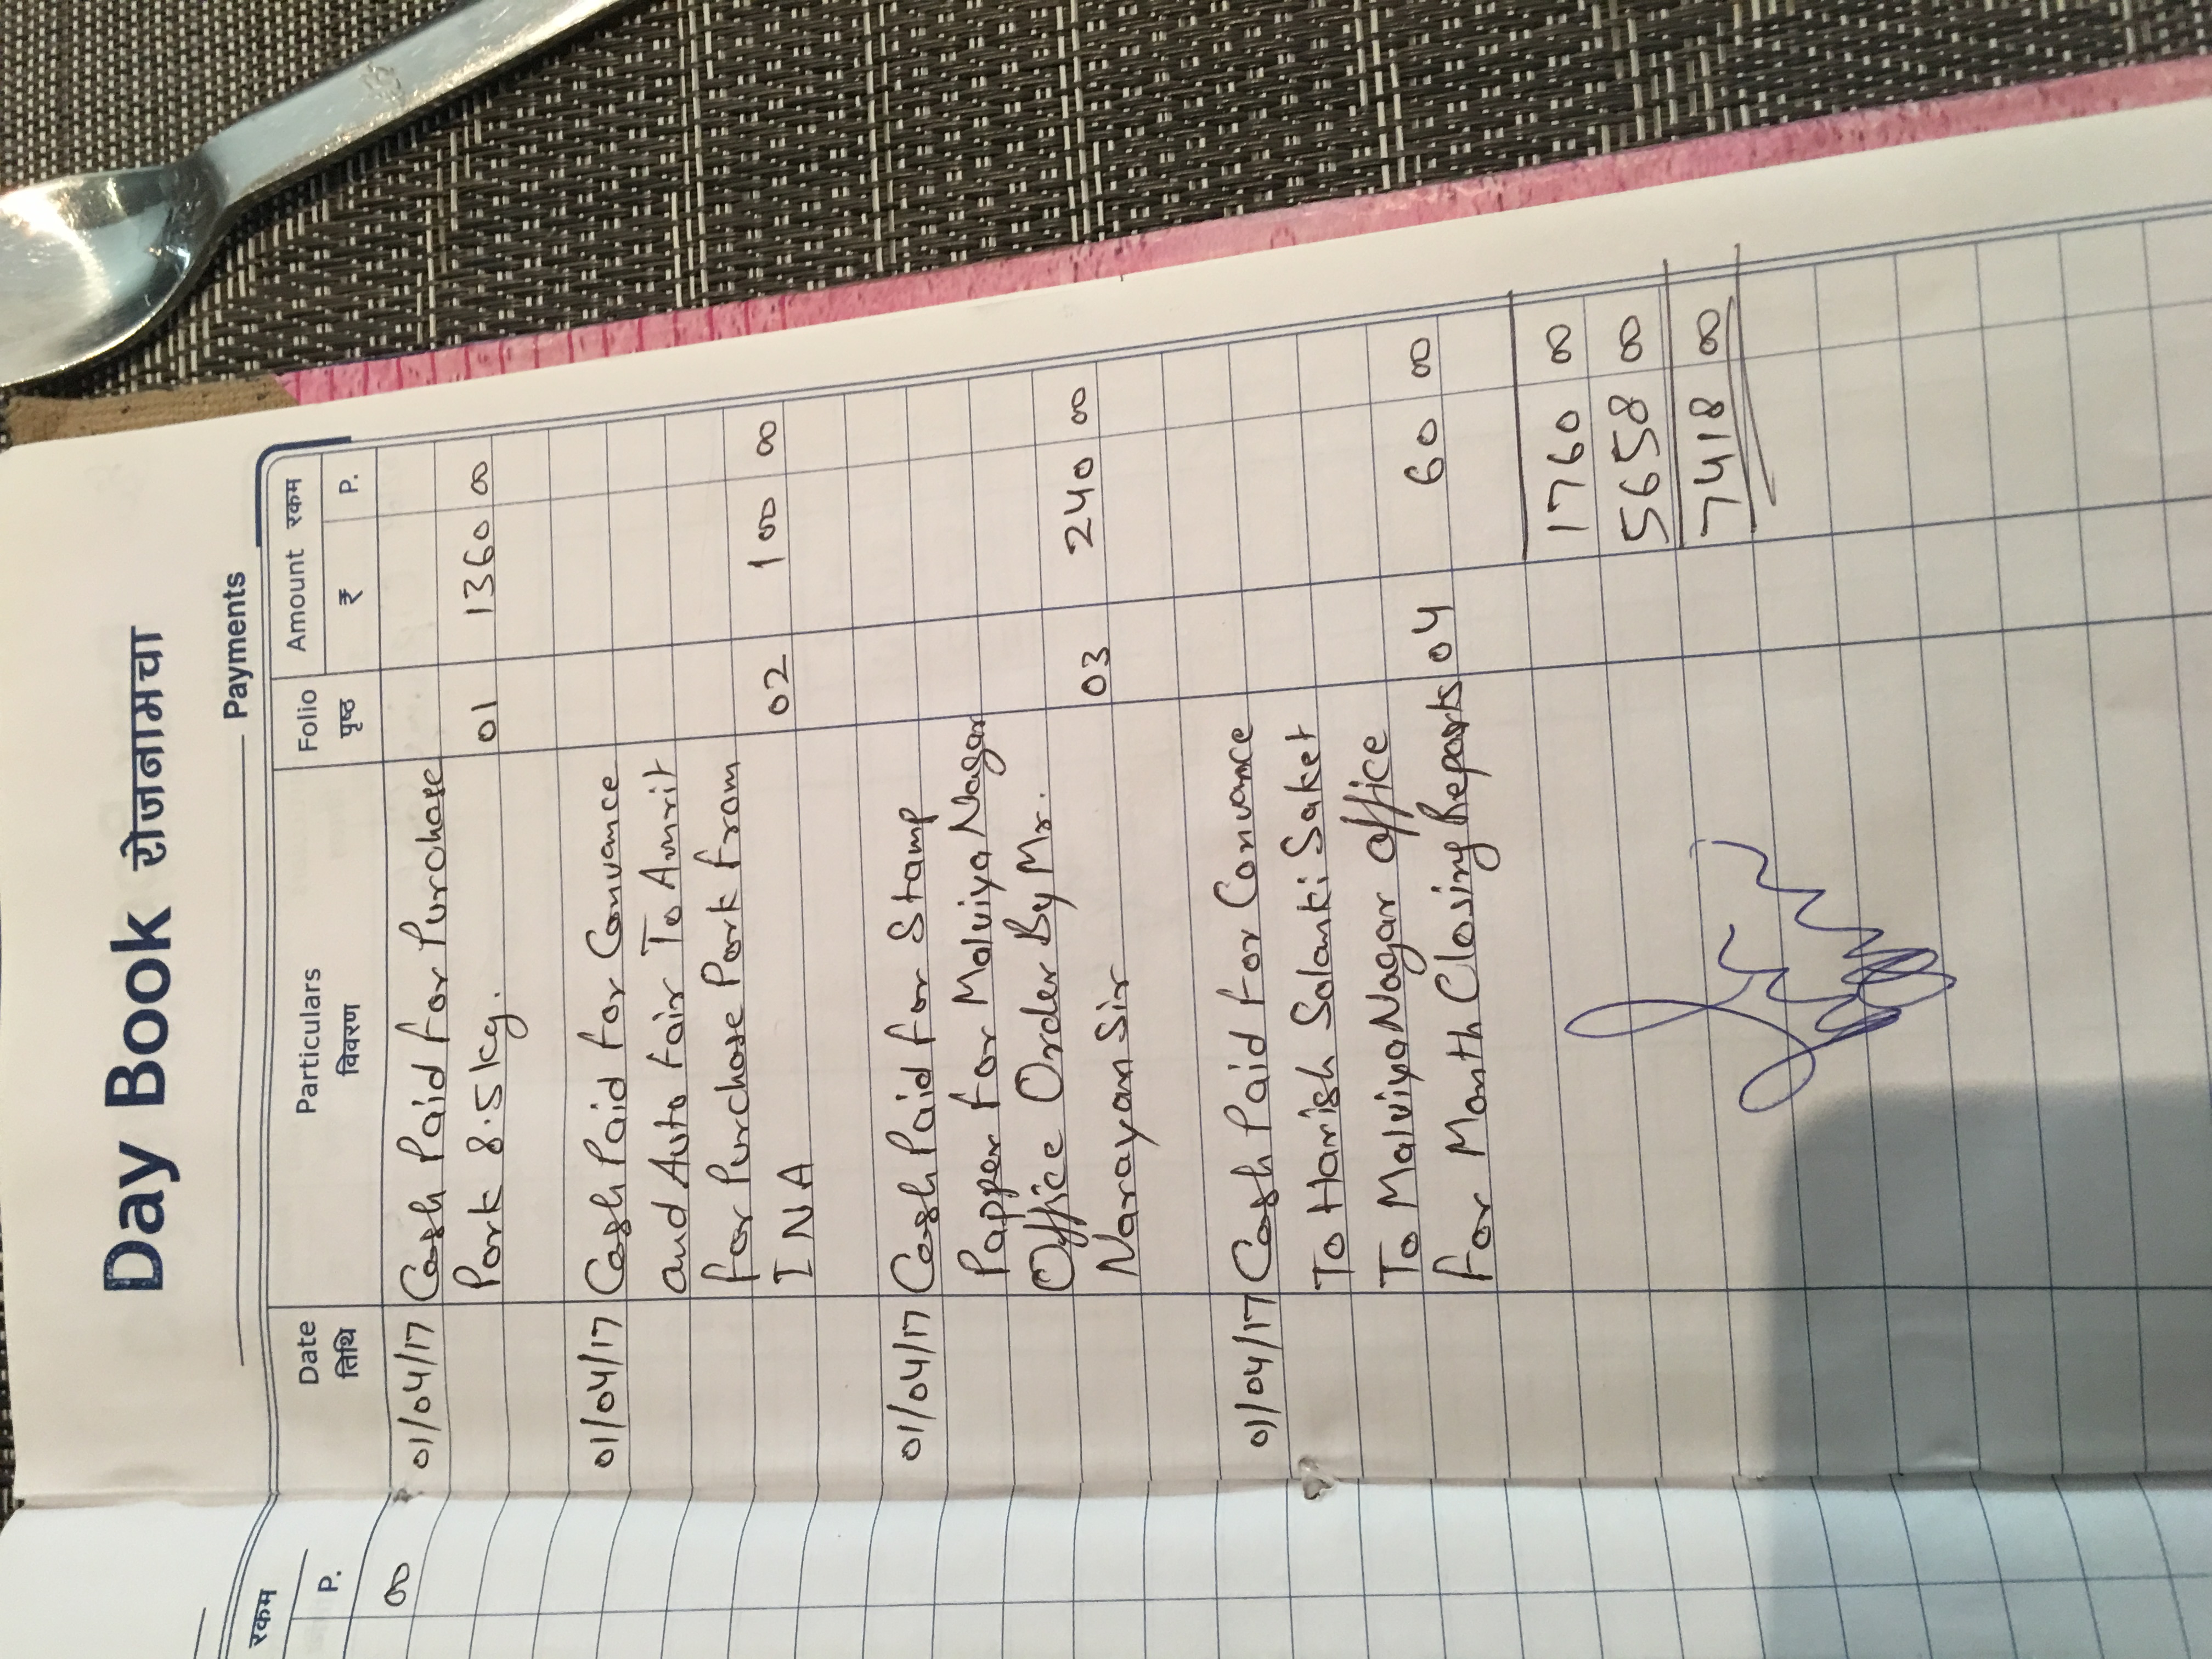 Day Book रोजनामचा
Payments
रकम
P.
00
Date Particulars Folio Amount रकम
तिथि विवरण पृष्ठ ₹ P.
01/04/17 Cash Paid for Purchase
Pork 8.5kg. 01 1360 00
01/04/17 Cash Paid for Convance
and Auto fair To Amrit
for Purchase Pork from
INA 02 100 00
01/04/17 Cash Paid for Stamp
Papper for Malviya Nagar
Office Order By Mr.
Narayan Sir 03 240 00
01/04/17 Cash Paid for Convance
To Harish Solanki Saket
To Malviya Nagar office
for Month Closing Reports 04 60 00
1760 00
5658 00
7418 00